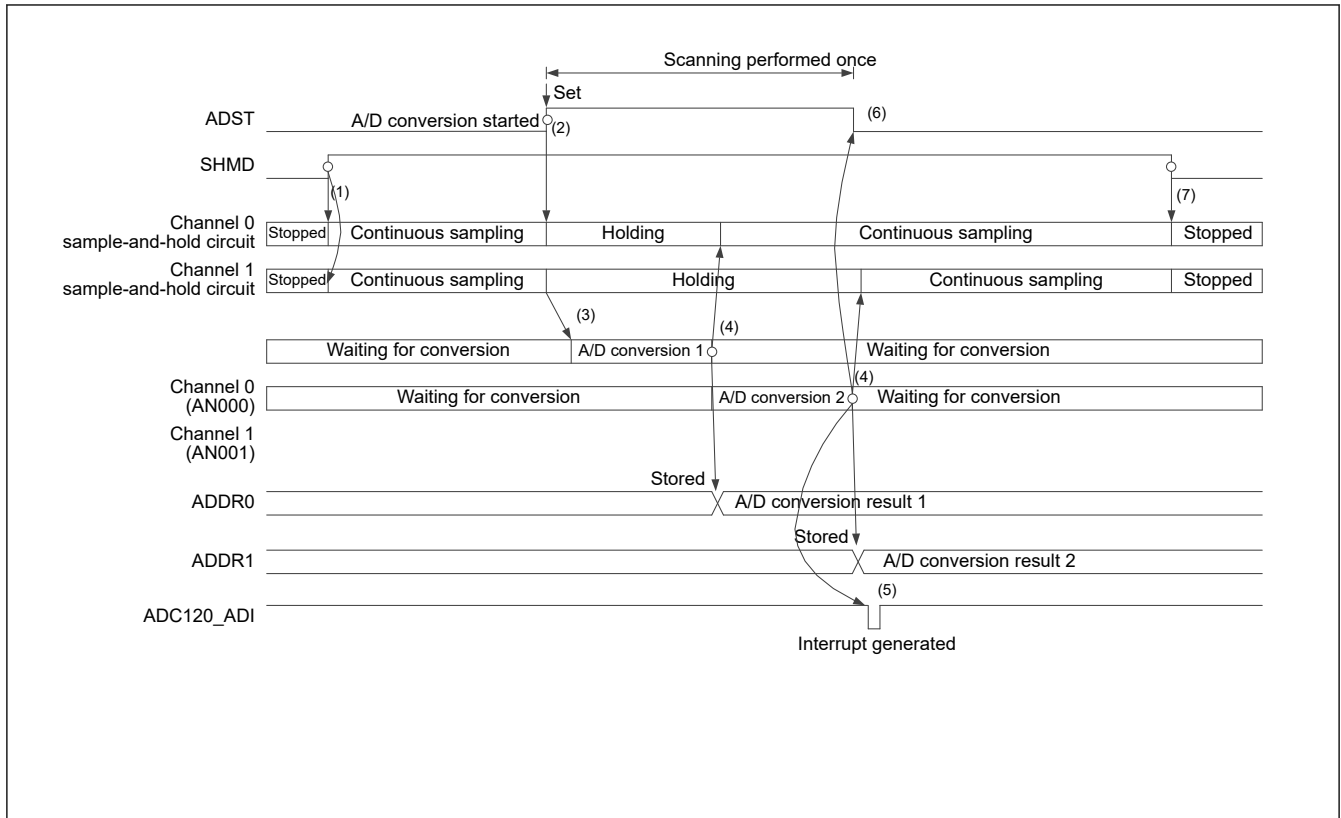 Scanning performed once
Set
ADST
A/D conversion started
(2)
(6)
SHMD
(1)
(7)
Channel 0
sample-and-hold circuit
Stopped
Continuous sampling
Holding
Continuous sampling
Stopped
Channel 1
sample-and-hold circuit
Stopped
Continuous sampling
Holding
Continuous sampling
Stopped
(3)
(4)
Waiting for conversion
A/D conversion 1
Waiting for conversion
(4)
Channel 0
(AN000)
Waiting for conversion
A/D conversion 2
Waiting for conversion
Channel 1
(AN001)
Stored
ADDR0
A/D conversion result 1
Stored
ADDR1
A/D conversion result 2
(5)
ADC120_ADI
Interrupt generated